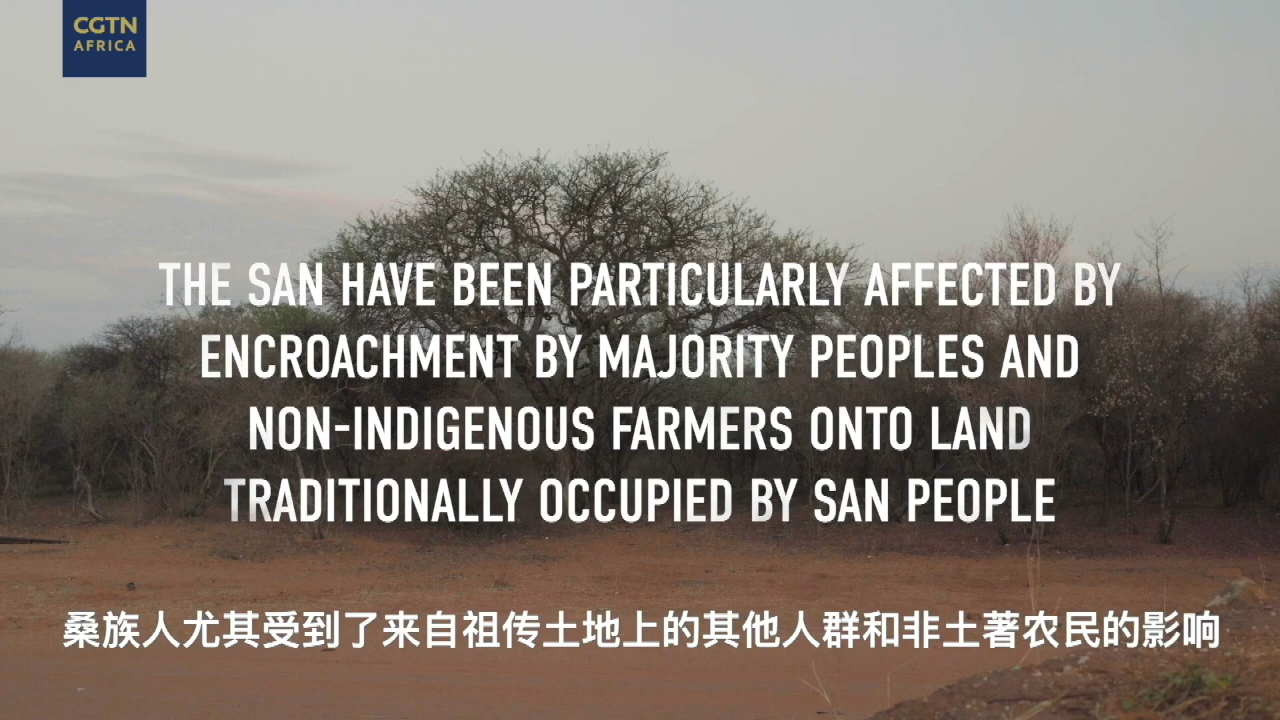 CGTN
AFRICA
THE SAN HAVE BEEN PARTICULARLY AFFECTED BY
ENCROACHMENT BY MAJORITY PEOPLES AND
NON-INDIGENOUS FARMERS ONTO LAND
TRADITIONALLY OCCUPIED BY SAN PEOPLE
桑族人尤其受到了来自祖传土地上的其他人群和非土著农民的影响